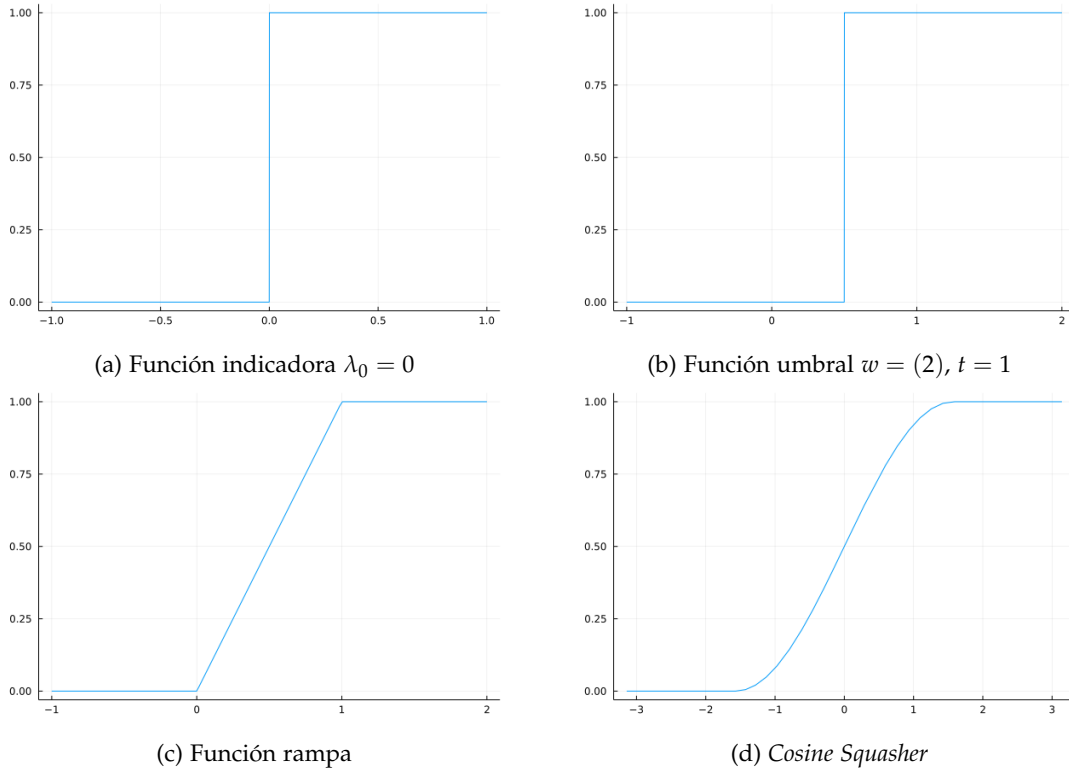 1.00
0.75
0.50
0.25
0.00
−1.0 −0.5 0.0 0.5 1.0
(a) Función indicadora λ₀ = 0
1.00
0.75
0.50
0.25
0.00
−1 0 1 2
(b) Función umbral w = (2), t = 1
1.00
0.75
0.50
0.25
0.00
−1 0 1 2
(c) Función rampa
1.00
0.75
0.50
0.25
0.00
−3 −2 −1 0 1 2 3
(d) Cosine Squasher